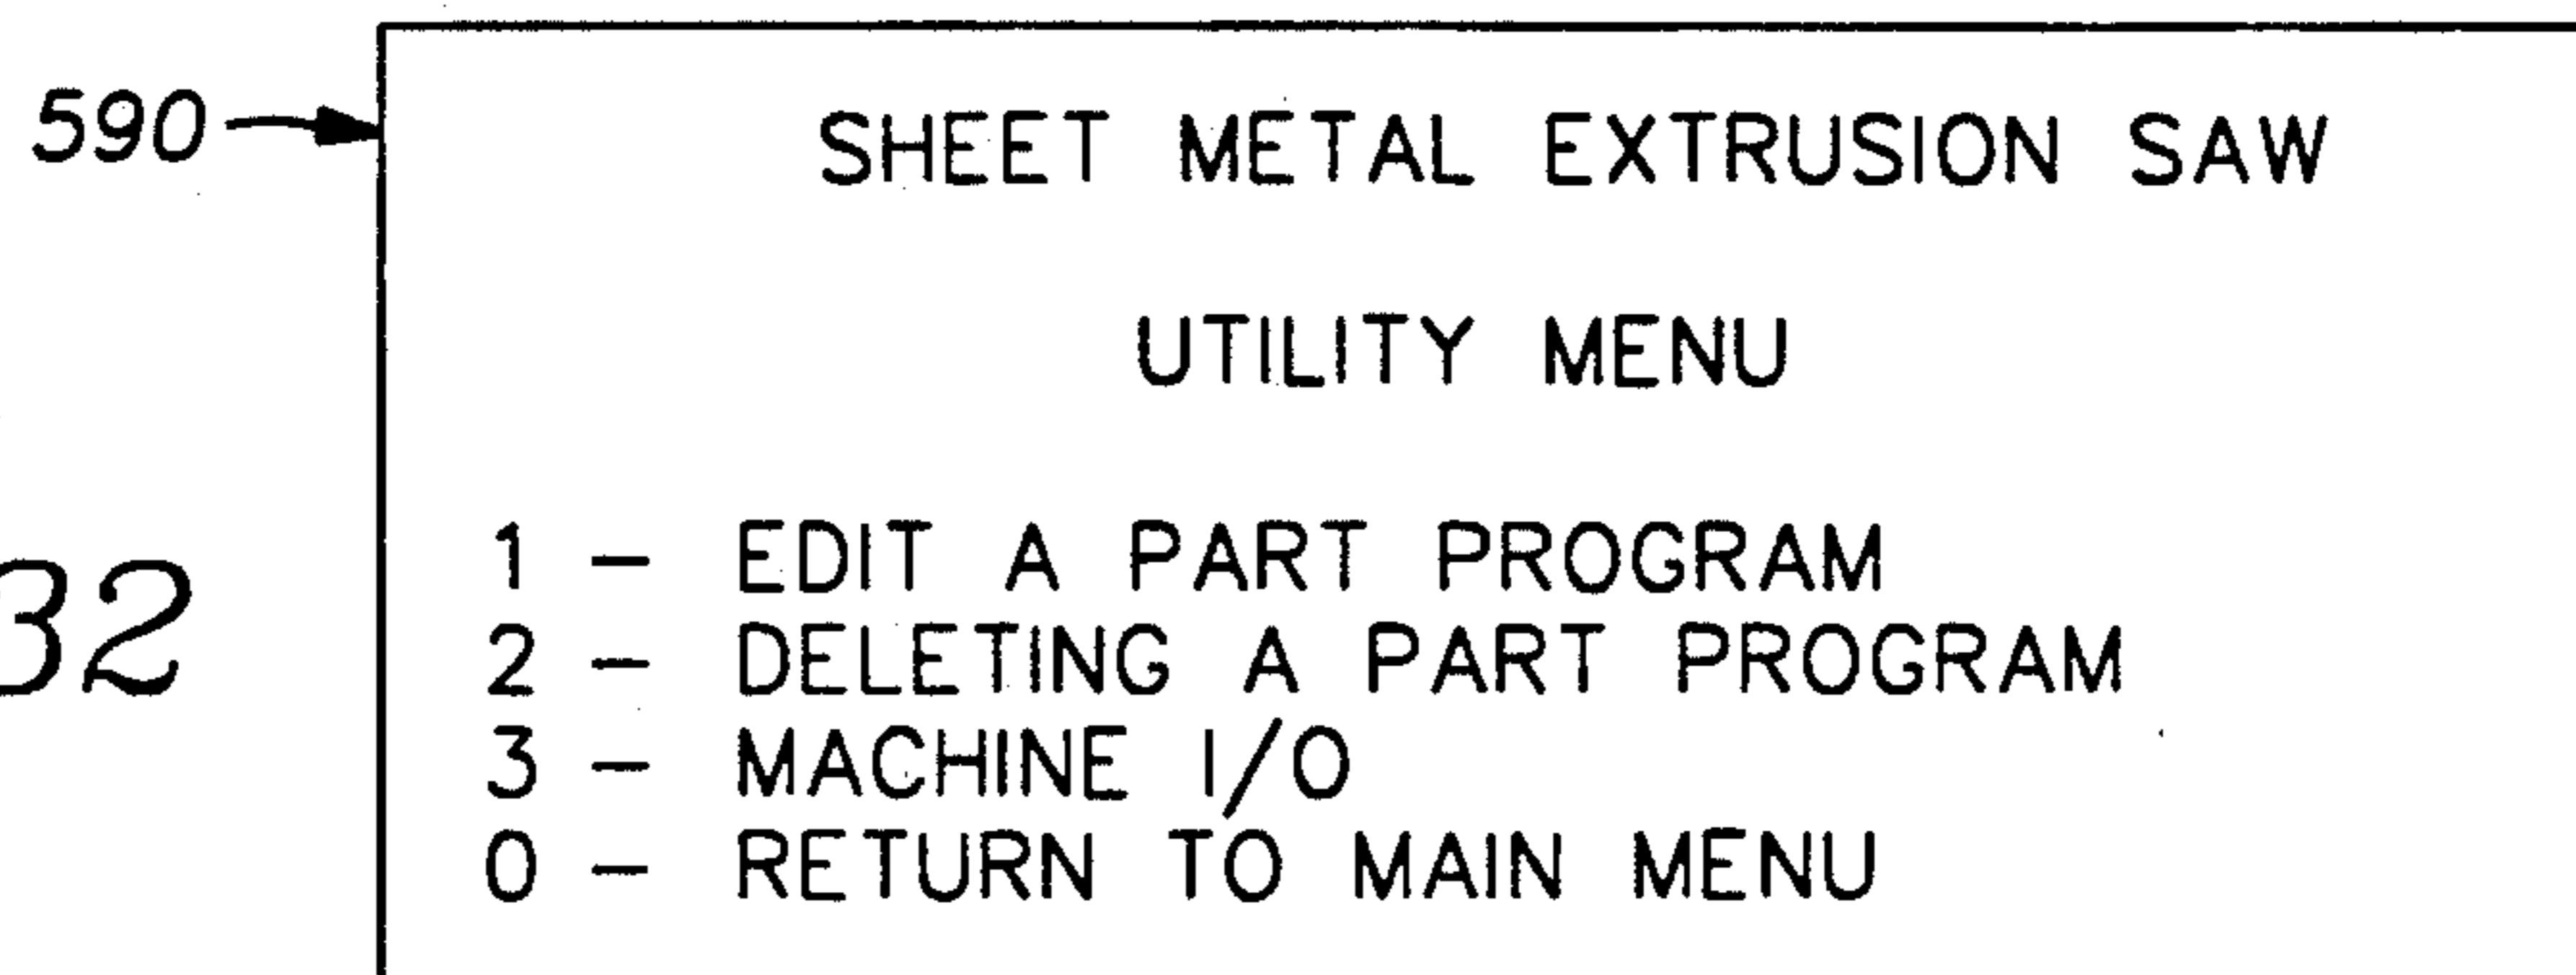 590
SHEET METAL EXTRUSION SAW
UTILITY MENU
32
1 – EDIT A PART PROGRAM
2 – DELETING A PART PROGRAM
3 – MACHINE I/O
0 – RETURN TO MAIN MENU